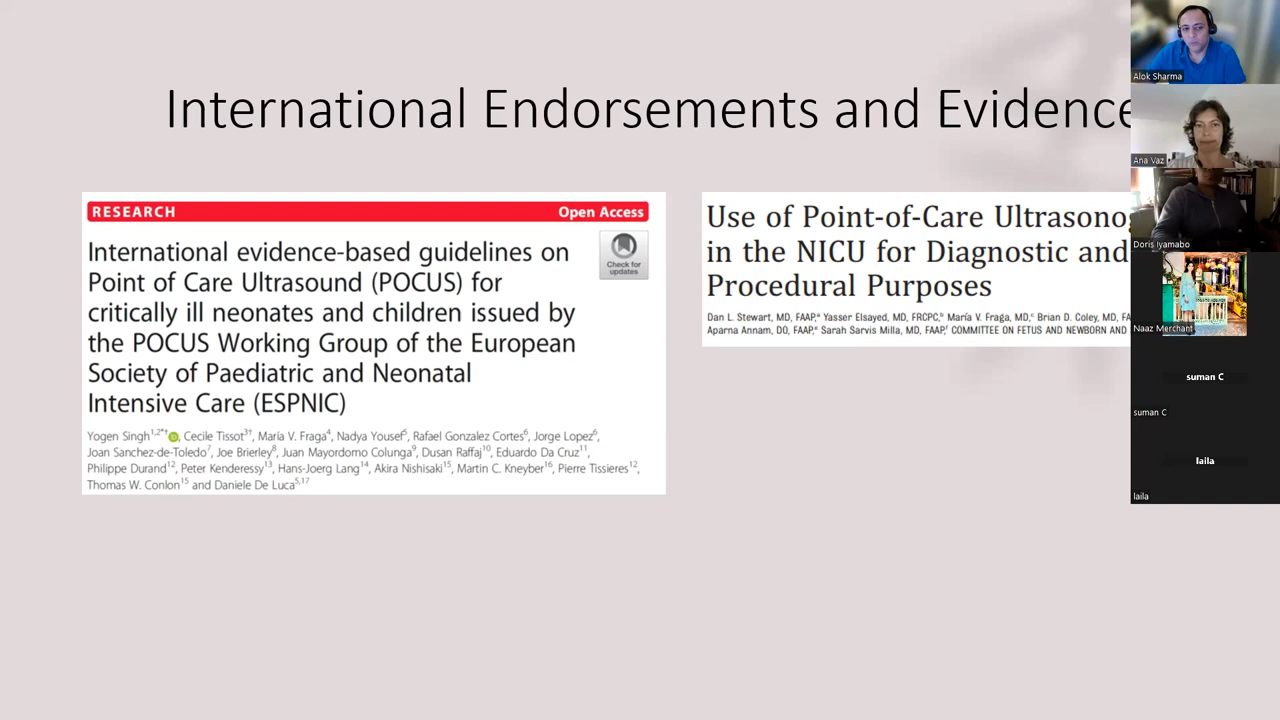 International Endorsements and Evidence
RESEARCH Open Access
International evidence-based guidelines on
Point of Care Ultrasound (POCUS) for
critically ill neonates and children issued by
the POCUS Working Group of the European
Society of Paediatric and Neonatal
Intensive Care (ESPNIC)
Check for
updates
Yogen Singh1,2*†, Cecile Tissot3†, María V. Fraga4, Nadya Yousef5, Rafael Gonzalez Cortes6, Jorge Lopez6,
Joan Sanchez-de-Toledo7, Joe Brierley8, Juan Mayordomo Colunga9, Dusan Raffaj10, Eduardo Da Cruz11,
Philippe Durand12, Peter Kenderessy13, Hans-Joerg Lang14, Akira Nishisaki15, Martin C. Kneyber16, Pierre Tissieres12,
Thomas W. Conlon15 and Daniele De Luca5,17
Use of Point-of-Care Ultrasono
in the NICU for Diagnostic and
Procedural Purposes
Dan L. Stewart, MD, FAAP,a Yasser Elsayed, MD, FRCPC,b María V. Fraga, MD,c Brian D. Coley, MD, FA
Aparna Annam, DO, FAAP,e Sarah Sarvis Milla, MD, FAAP,f COMMITTEE ON FETUS AND NEWBORN AND
Alok Sharma
Ana Vaz
Doris Iyamabo
Naaz Merchant
suman C
suman C
laila
laila